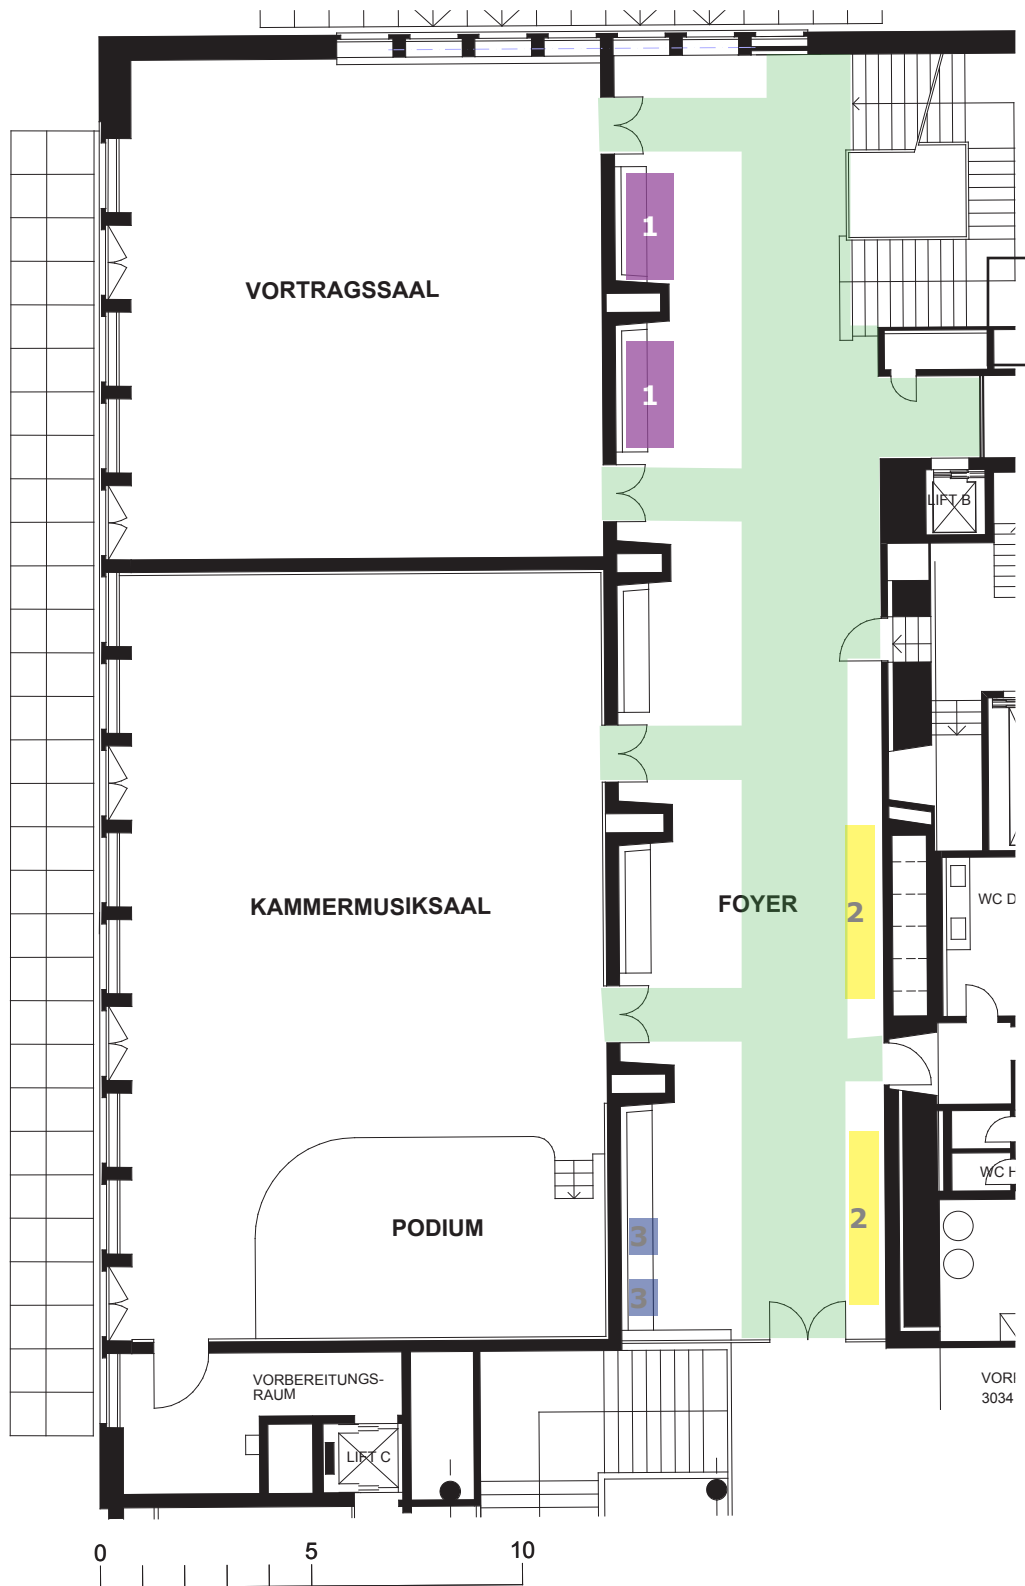 1
VORTRAGSSAAL
1
LIFT B
KAMMERMUSIKSAAL
FOYER
2
WC D
WC H
PODIUM
2
3
3
VORBEREITUNGS-
RAUM
VORI
3034
LIFT C
0 5 10